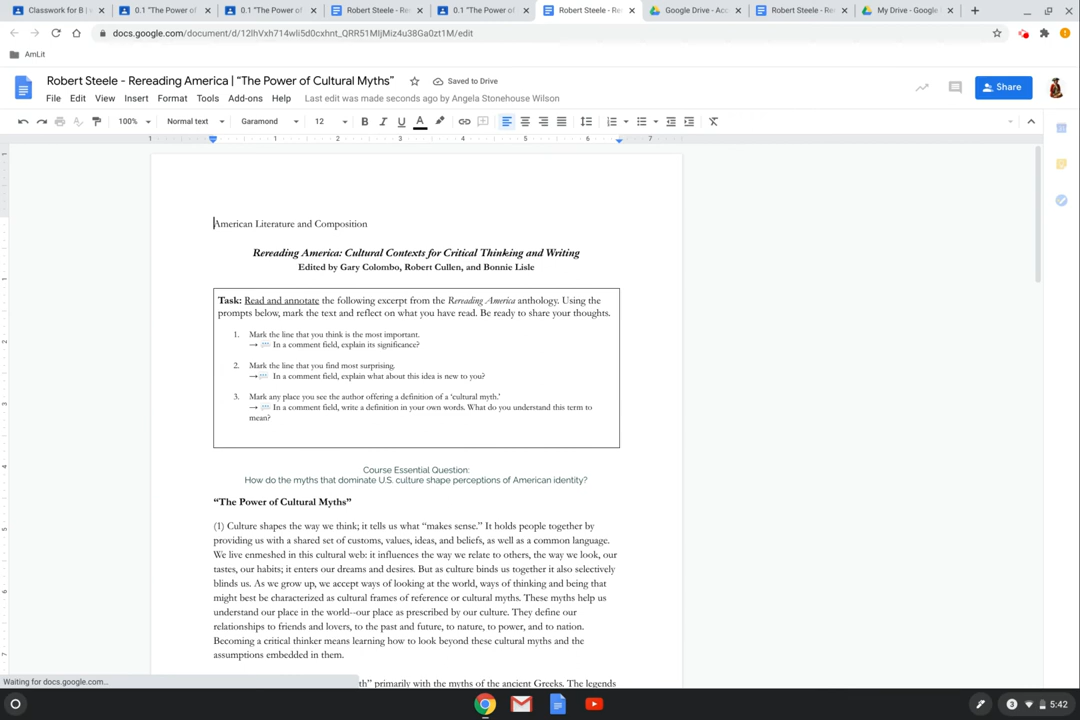 Classwork for B | v
0.1 "The Power of
0.1 "The Power of
Robert Steele - Re
0.1 "The Power of
Robert Steele - Re
Google Drive - Acc
Robert Steele - Re
My Drive - Google
docs.google.com/document/d/12lhVxh714wli5d0cxhnt_QRR51MIjMiz4u38Ga0zt1M/edit
AmLit
Robert Steele - Rereading America | "The Power of Cultural Myths"
Saved to Drive
File Edit View Insert Format Tools Add-ons Help Last edit was made seconds ago by Angela Stonehouse Wilson
Share
100% Normal text Garamond 12 B I U A
1 1 2 3 4 5 6 7
American Literature and Composition
Rereading America: Cultural Contexts for Critical Thinking and Writing
Edited by Gary Colombo, Robert Cullen, and Bonnie Lisle
Task: Read and annotate the following excerpt from the Rereading America anthology. Using the
prompts below, mark the text and reflect on what you have read. Be ready to share your thoughts.
1. Mark the line that you think is the most important.
→ In a comment field, explain its significance?
2. Mark the line that you find most surprising.
→ In a comment field, explain what about this idea is new to you?
3. Mark any place you see the author offering a definition of a 'cultural myth.'
→ In a comment field, write a definition in your own words. What do you understand this term to
mean?
Course Essential Question:
How do the myths that dominate U.S. culture shape perceptions of American identity?
"The Power of Cultural Myths"
(1) Culture shapes the way we think; it tells us what "makes sense." It holds people together by
providing us with a shared set of customs, values, ideas, and beliefs, as well as a common language.
We live enmeshed in this cultural web: it influences the way we relate to others, the way we look, our
tastes, our habits; it enters our dreams and desires. But as culture binds us together it also selectively
blinds us. As we grow up, we accept ways of looking at the world, ways of thinking and being that
might best be characterized as cultural frames of reference or cultural myths. These myths help us
understand our place in the world--our place as prescribed by our culture. They define our
relationships to friends and lovers, to the past and future, to nature, to power, and to nation.
Becoming a critical thinker means learning how to look beyond these cultural myths and the
assumptions embedded in them.
th" primarily with the myths of the ancient Greeks. The legends
Waiting for docs.google.com...
3 5:42